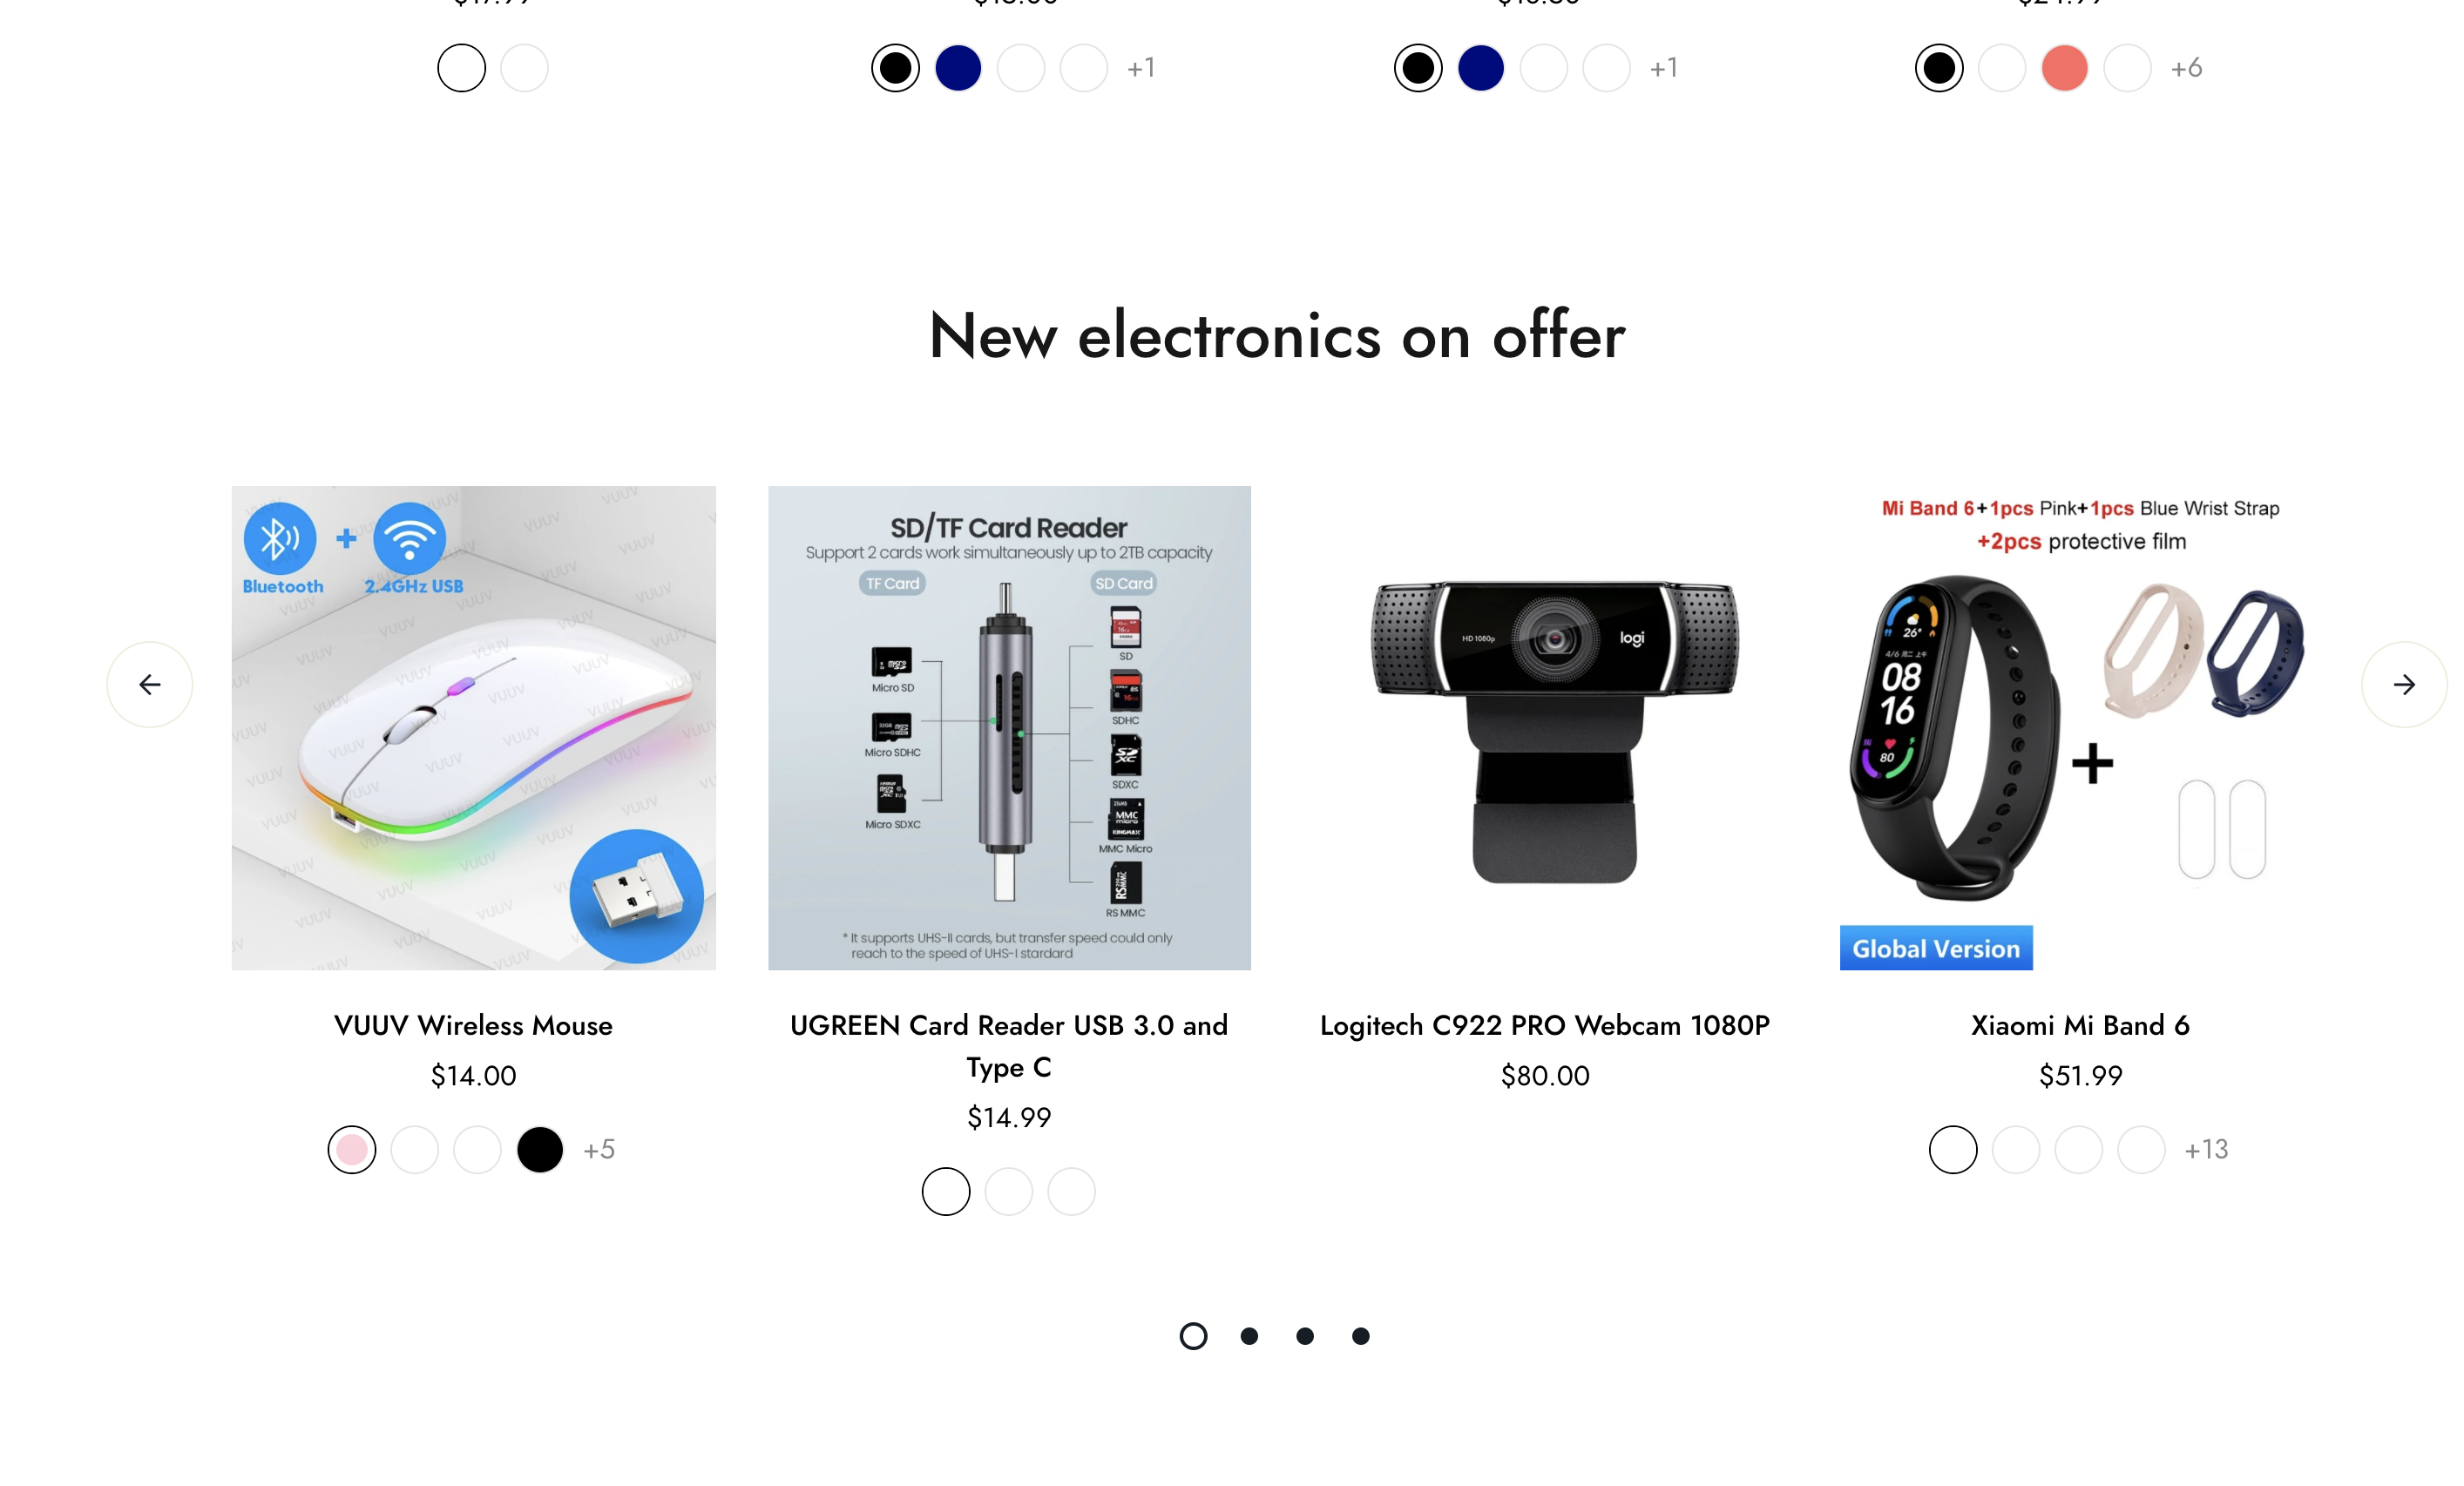 +1
+1
+6
New electronics on offer
Bluetooth
2.4GHz USB
VUUV
SD/TF Card Reader
Support 2 cards work simultaneously up to 2TB capacity
TF Card
SD Card
Micro SD
Micro SDHC
Micro SDXC
SD
SDHC
SDXC
MMC Micro
RS MMC
* It supports UHS-II cards, but transfer speed could only
reach to the speed of UHS-I stardard
HD 1080p
logi
Mi Band 6+1pcs Pink+1pcs Blue Wrist Strap
+2pcs protective film
26°
08
16
80
Global Version
VUUV Wireless Mouse
$14.00
+5
UGREEN Card Reader USB 3.0 and
Type C
$14.99
Logitech C922 PRO Webcam 1080P
$80.00
Xiaomi Mi Band 6
$51.99
+13